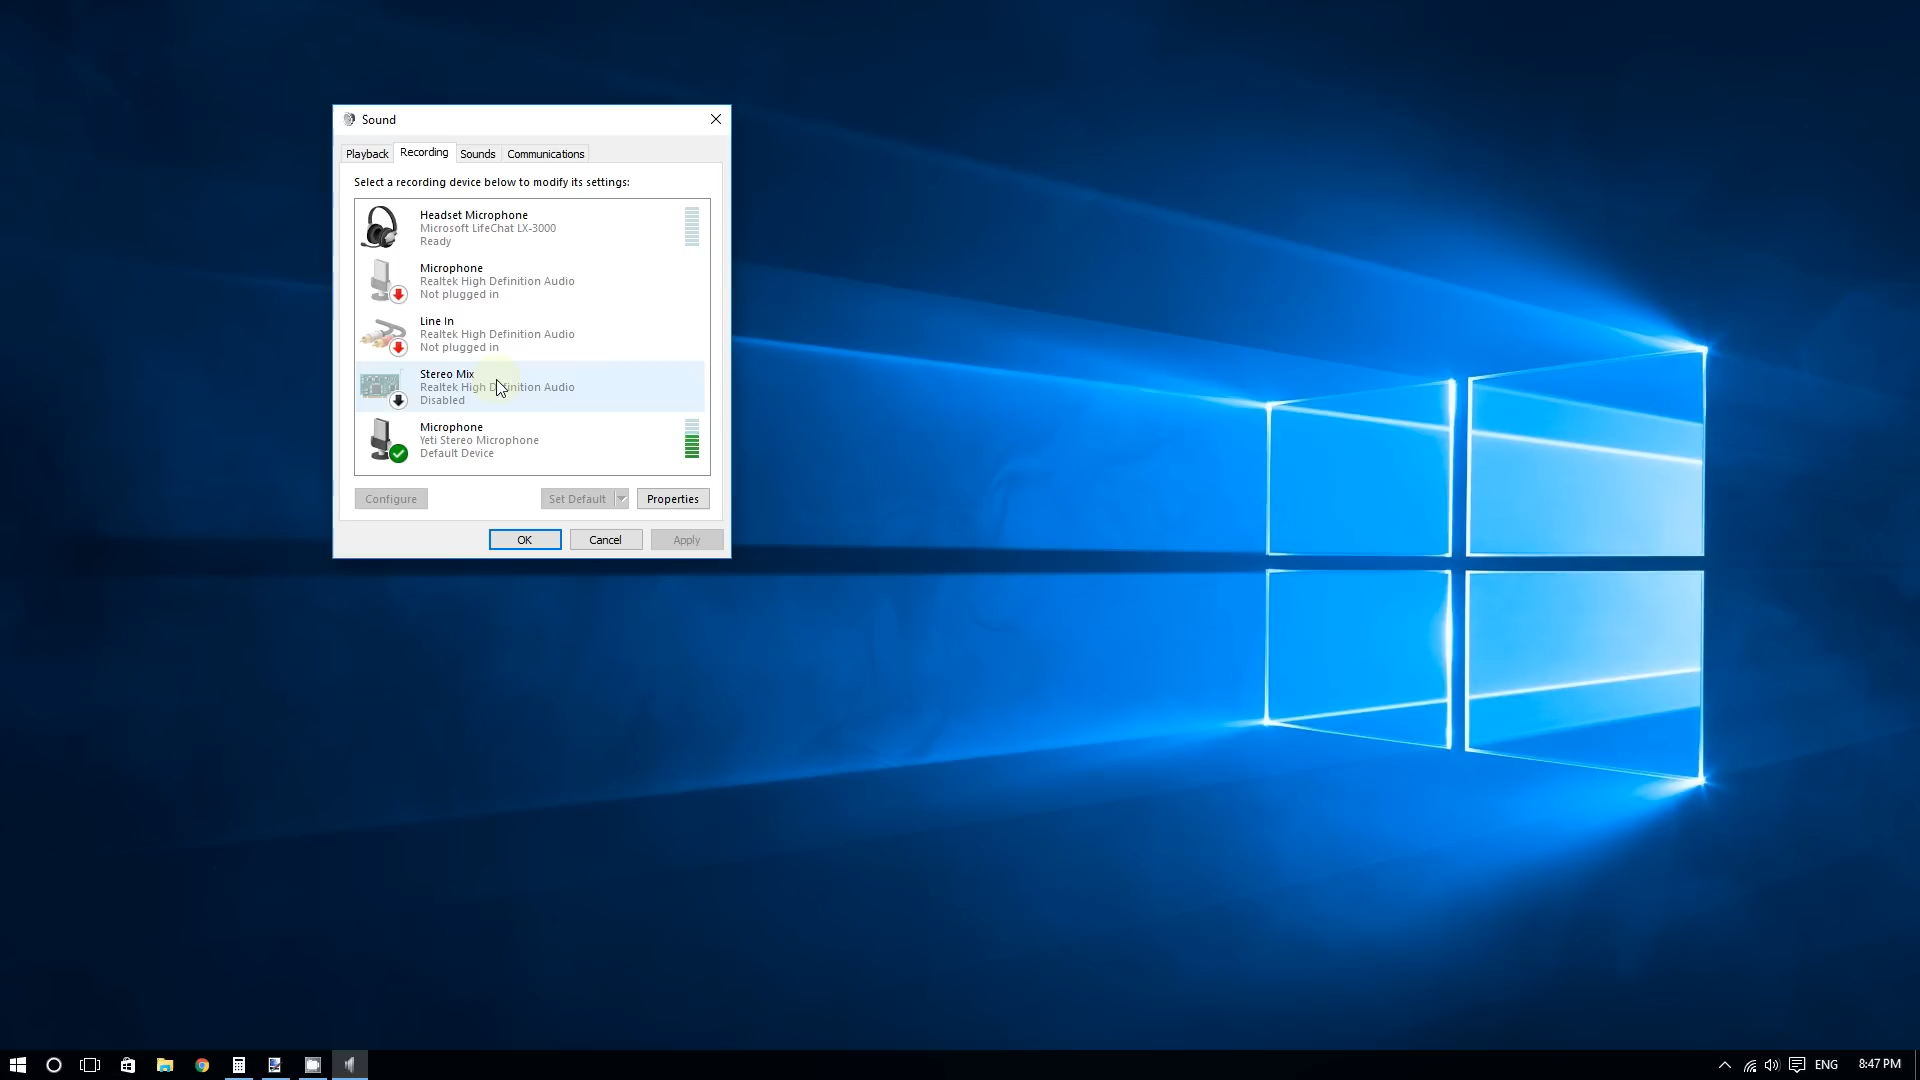 Sound
Playback
Recording
Sounds
Communications
Select a recording device below to modify its settings:
Headset Microphone
Microsoft LifeChat LX-3000
Ready
Microphone
Realtek High Definition Audio
Not plugged in
Line In
Realtek High Definition Audio
Not plugged in
Stereo Mix
Realtek High Definition Audio
Disabled
Microphone
Yeti Stereo Microphone
Default Device
Configure
Set Default
Properties
OK
Cancel
Apply
ENG
8:47 PM